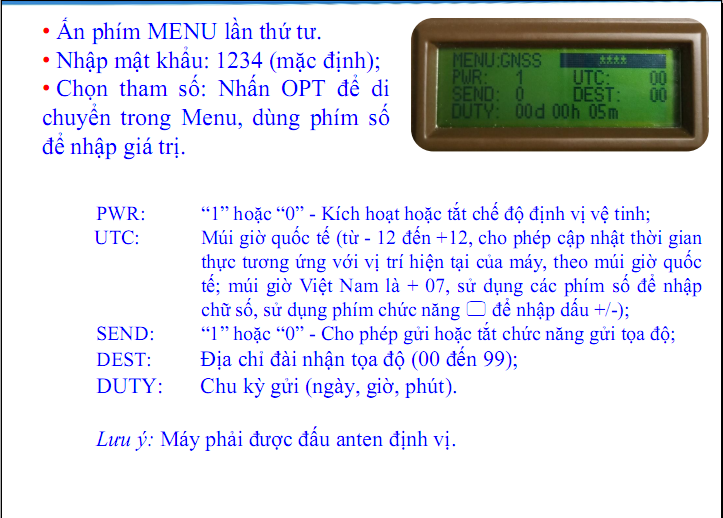 • Ấn phím MENU lần thứ tư.
• Nhập mật khẩu: 1234 (mặc định);
• Chọn tham số: Nhấn OPT để di
chuyển trong Menu, dùng phím số
để nhập giá trị.
MENU:GNSS ****
PWR: 1 UTC: 00
SEND: 0 DEST: 00
DUTY: 00d 00h 05m
PWR: “1” hoặc “0” - Kích hoạt hoặc tắt chế độ định vị vệ tinh;
UTC: Múi giờ quốc tế (từ - 12 đến +12, cho phép cập nhật thời gian
thực tương ứng với vị trí hiện tại của máy, theo múi giờ quốc
tế; múi giờ Việt Nam là + 07, sử dụng các phím số để nhập
chữ số, sử dụng phím chức năng để nhập dấu +/-);
SEND: “1” hoặc “0” - Cho phép gửi hoặc tắt chức năng gửi tọa độ;
DEST: Địa chỉ đài nhận tọa độ (00 đến 99);
DUTY: Chu kỳ gửi (ngày, giờ, phút).
Lưu ý: Máy phải được đấu anten định vị.